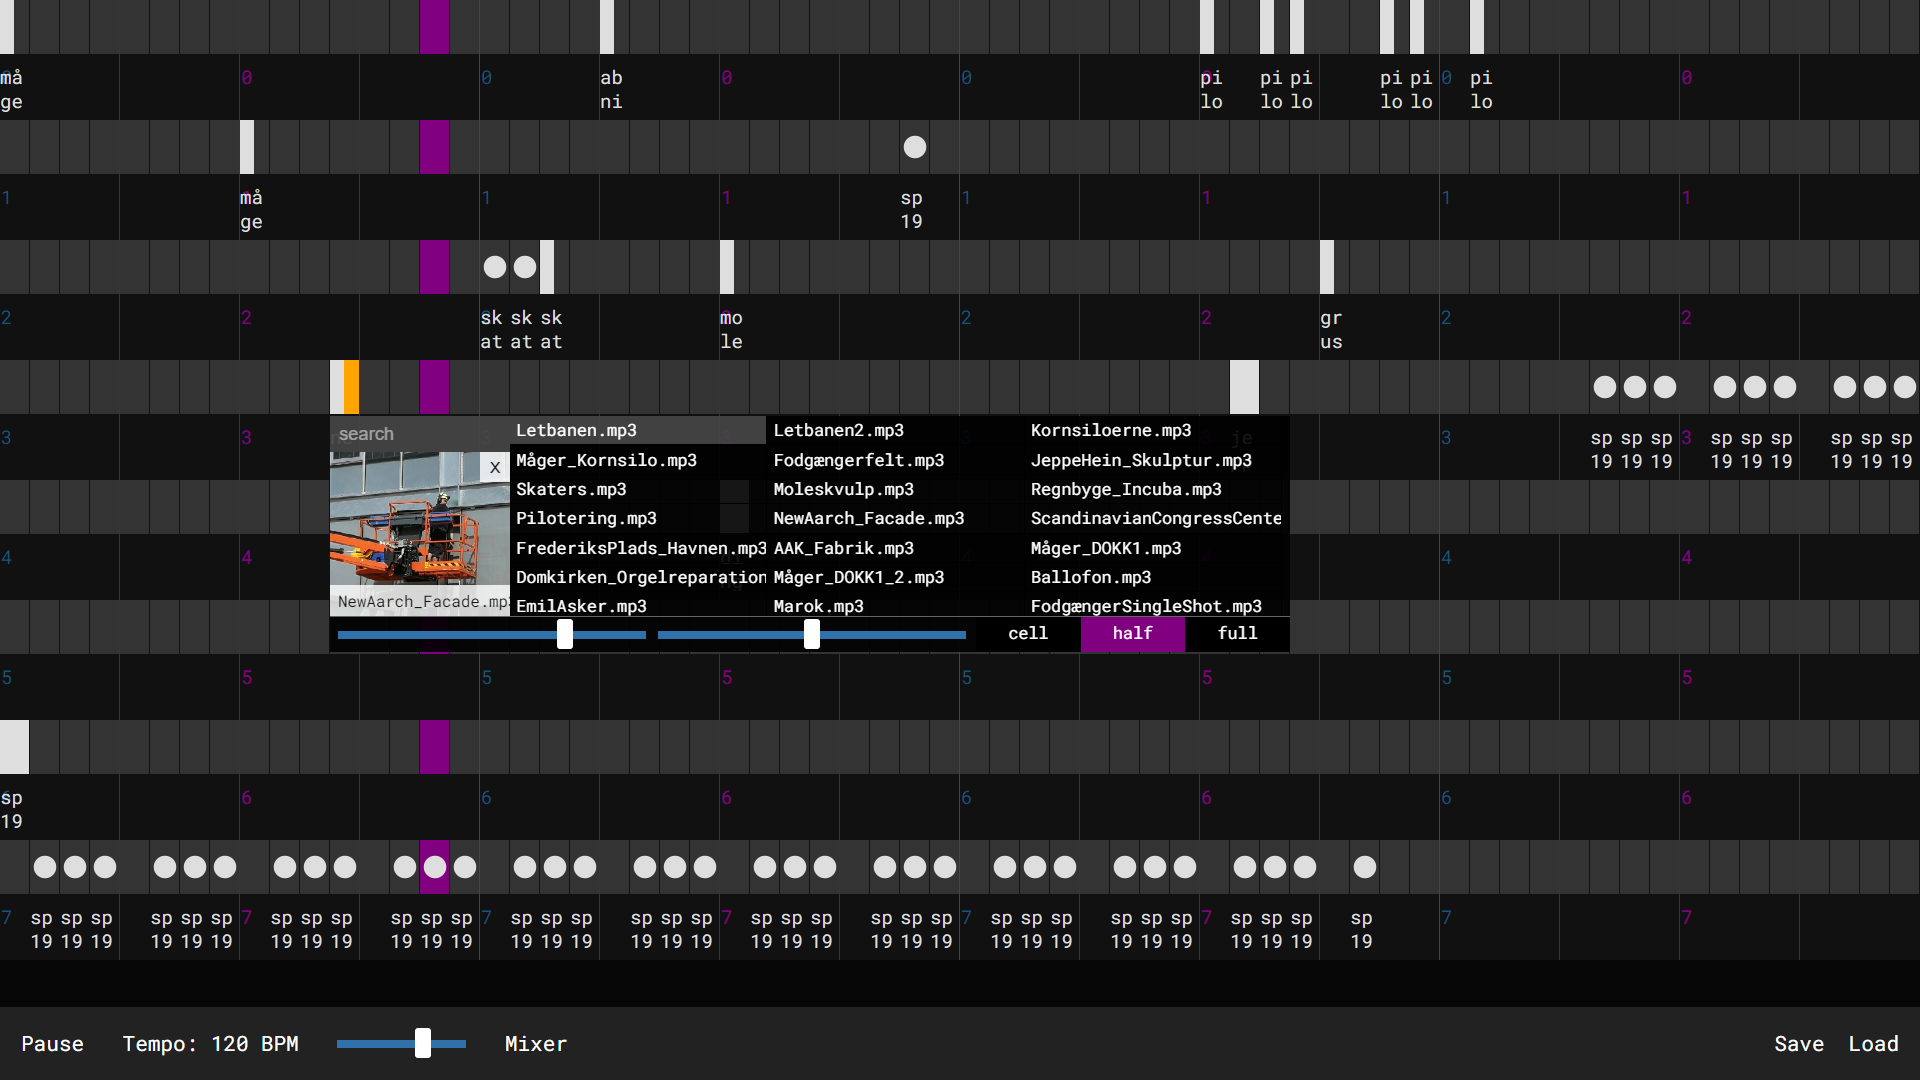 må 0 0 ab 0 0 pi pi pi pi pi 0 pi 0
ge ni lo lo lo lo lo lo
1 må 1 1 sp 1 1 1 1
ge 19
2 2 sk sk sk mo 2 2 gr 2 2
at at at le us
3 3 je 3 sp sp sp 3 sp sp sp sp sp sp
19 19 19 19 19 19 19 19 19
search
X
NewAarch_Facade.mp3
Letbanen.mp3 Letbanen2.mp3 Kornsiloerne.mp3
Måger_Kornsilo.mp3 Fodgængerfelt.mp3 JeppeHein_Skulptur.mp3
Skaters.mp3 Moleskvulp.mp3 Regnbyge_Incuba.mp3
Pilotering.mp3 NewAarch_Facade.mp3 ScandinavianCongressCente
FrederiksPlads_Havnen.mp3 AAK_Fabrik.mp3 Måger_DOKK1.mp3
Domkirken_Orgelreparation Måger_DOKK1_2.mp3 Ballofon.mp3
EmilAsker.mp3 Marok.mp3 FodgængerSingleShot.mp3
cell half full
4 4 4 4
5 5 5 5 5 5 5 5
sp 6 6 6 6 6 6 6
19
7 sp sp sp sp sp sp 7 sp sp sp sp sp sp 7 sp sp sp sp sp sp 7 sp sp sp sp sp sp 7 sp sp sp sp sp sp 7 sp sp sp sp 7 7
19 19 19 19 19 19 19 19 19 19 19 19 19 19 19 19 19 19 19 19 19 19 19 19 19 19 19 19 19 19 19 19 19 19
Pause Tempo: 120 BPM Mixer Save Load